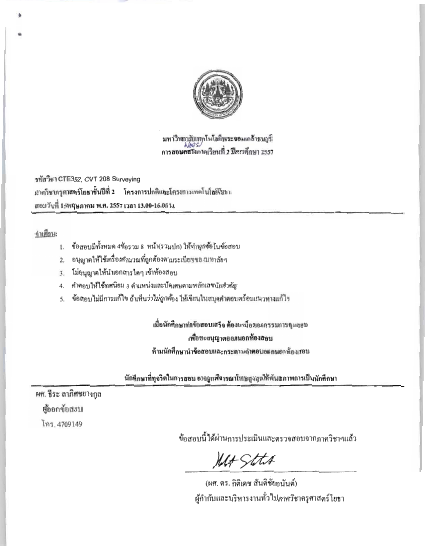 มหาวิทยาลัยเทคโนโลยีพระจอมเกล้าธนบุรี
การสอบ ภาคเรียนที่ 2 ปีการศึกษา 2557
รหัสวิชา CTE352, CVT 208 Surveying
ภาควิชาครุศาสตร์โยธาชั้นปีที่ 2 โครงการปกติและโครงการเทคโนโลยีโยธา
สอบวันที่ พฤษภาคม พ.ศ. 2557 เวลา 13.00-16.00 น.
คำเตือน:
1. ข้อสอบมีทั้งหมด 4ข้อรวม 8 หน้า(รวมปก) ให้ทำลงในข้อสอบ
2. อนุญาตให้ใช้เครื่องคำนวณที่ถูกต้องตามระเบียบของมหาลัยฯ
3. ไม่อนุญาตให้นำเอกสารใดๆ เข้าห้องสอบ
4. คำตอบให้ใช้ทศนิยม 3 ตำแหน่งและปัดเศษตามหลักเลขนัยสำคัญ
5. ข้อสอบไม่มีการแก้ไข ถ้าเห็นว่าไม่ถูกต้อง ให้เขียนในสมุดคำตอบพร้อมแนวทางแก้ไข
เมื่อนักศึกษาทำข้อสอบเสร็จ ต้องยกมือบอกกรรมการคุมสอบ
เพื่อขออนุญาตออกนอกห้องสอบ
ห้ามนักศึกษานำข้อสอบและกระดาษคำตอบออกนอกห้องสอบ
นักศึกษาที่ทุจริตในการสอบ อาจถูกพิจารณาโทษสูงสุดให้พ้นสภาพการเป็นนักศึกษา
ผศ. ธีระ ลาภิศชยางกูล
ผู้ออกข้อสอบ
โทร. 4709149
ข้อสอบนี้ได้ผ่านการประเมินและตรวจสอบจากภาควิชาฯแล้ว
(ผศ. ดร. กิติเดช สันติชัยอนันต์)
ผู้กำกับและบริหารงานทั่วไปภาควิชาครุศาสตร์โยธา